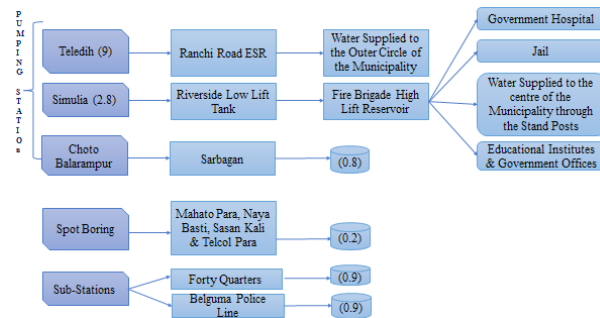 PUMPING STATION
Teledih (9)
Ranchi Road ESR
Water Supplied to
the Outer Circle of
the Municipality
Government Hospital
Jail
Simulia (2.8)
Riverside Low Lift
Tank
Fire Brigade High
Lift Reservoir
Water Supplied to the
centre of the
Municipality through
the Stand Posts
Educational Institutes
& Government Offices
Choto
Balarampur
Sarbagan
(0.8)
Spot Boring
Mahato Para, Naya
Basti, Sasan Kali
& Telcol Para
(0.2)
Sub-Stations
Forty Quarters
(0.9)
Belguma Police
Line
(0.9)